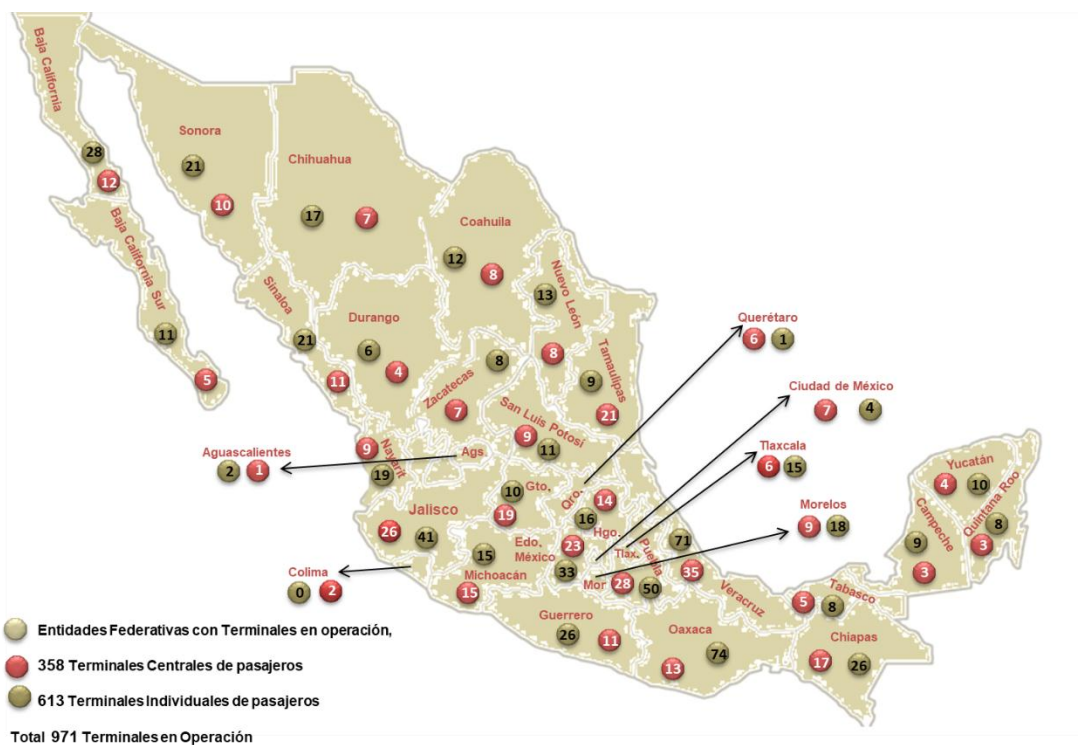 Baja California
28
12
Sonora
21
10
Chihuahua
17
7
Coahuila
12
8
Nuevo León
13
8
Baja California Sur
11
5
Sinaloa
21
11
Durango
6
4
Zacatecas
8
7
San Luis Potosí
9
11
Tamaulipas
9
21
Querétaro
6 1
Ciudad de México
7 4
Tlaxcala
6 15
Morelos
9 18
Aguascalientes
2 1
Ags.
Nayarit
9
19
Jalisco
26 41
Gto.
10
19
Qro.
14
16
Hgo.
Edo.
México
23
33
Tlax.
Mor
Puebla
28 50
71
35
Veracruz
Michoacán
15
15
Colima
0 2
Guerrero
26 11
Oaxaca
13 74
Tabasco
5 8
Chiapas
17 26
Campeche
9
3
Yucatán
4 10
Quintana Roo
8
3
Entidades Federativas con Terminales en operación,
358 Terminales Centrales de pasajeros
613 Terminales Individuales de pasajeros
Total 971 Terminales en Operación